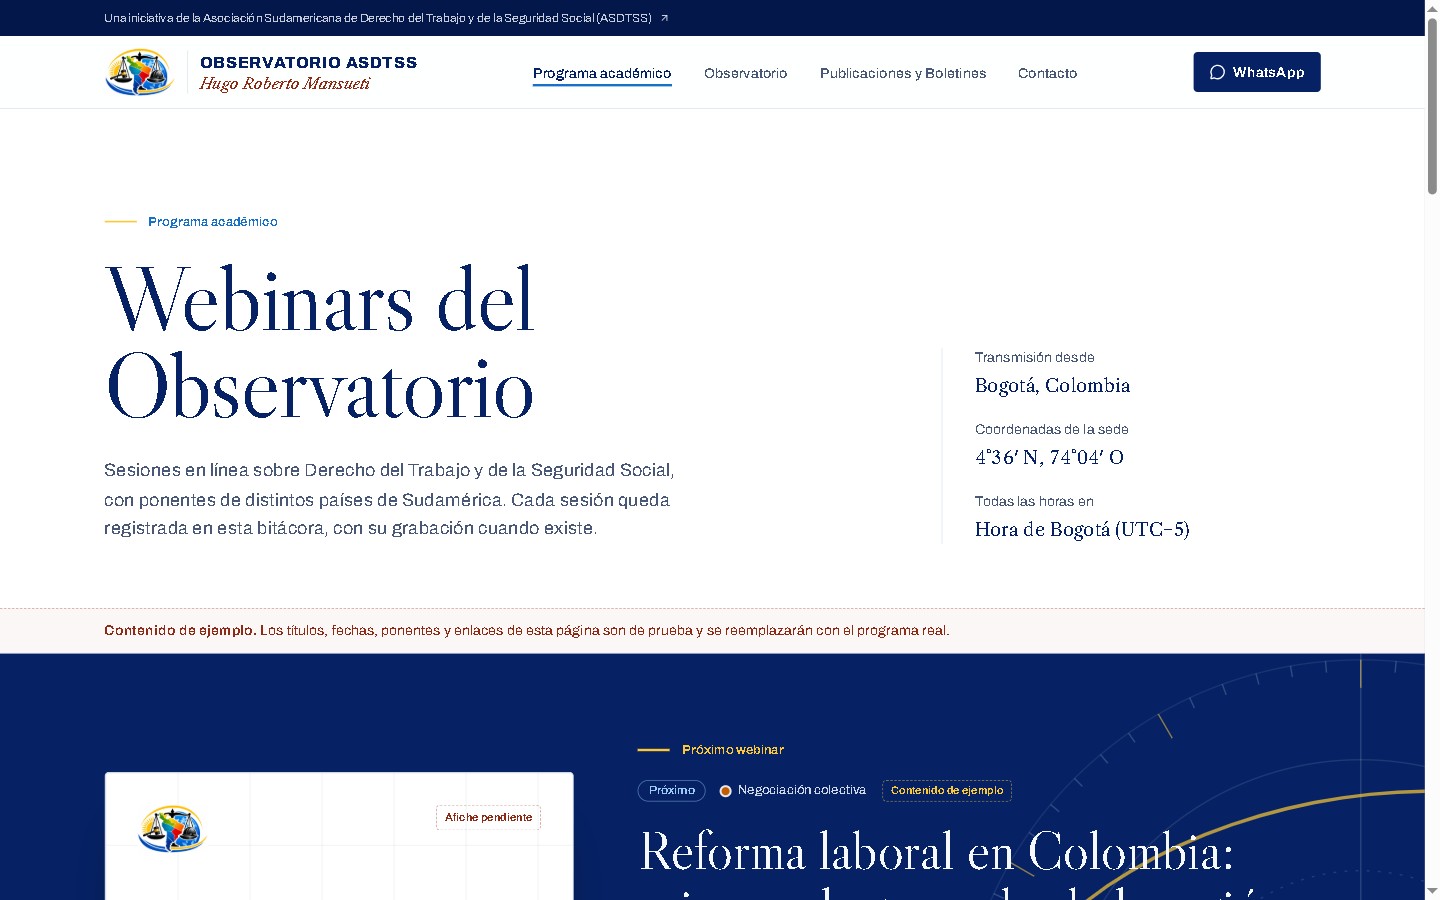 Una iniciativa de la Asociación Sudamericana de Derecho del Trabajo y de la Seguridad Social (ASDTSS) ↗
OBSERVATORIO ASDTSS
Hugo Roberto Mansueti
Programa académico
Observatorio
Publicaciones y Boletines
Contacto
WhatsApp
Programa académico
Webinars del
Observatorio
Sesiones en línea sobre Derecho del Trabajo y de la Seguridad Social,
con ponentes de distintos países de Sudamérica. Cada sesión queda
registrada en esta bitácora, con su grabación cuando existe.
Transmisión desde
Bogotá, Colombia
Coordenadas de la sede
4°36′ N, 74°04′ O
Todas las horas en
Hora de Bogotá (UTC−5)
Contenido de ejemplo. Los títulos, fechas, ponentes y enlaces de esta página son de prueba y se reemplazarán con el programa real.
Afiche pendiente
Próximo webinar
Próximo
Negociación colectiva
Contenido de ejemplo
Reforma laboral en Colombia: